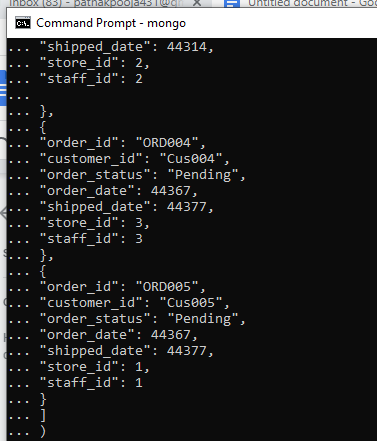 Inbox (83) - pathakpooja431@
Untitled document - Goo
Command Prompt - mongo
... "shipped_date": 44314,
... "store_id": 2,
... "staff_id": 2
...
... },
... {
... "order_id": "ORD004",
... "customer_id": "Cus004",
... "order_status": "Pending",
... "order_date": 44367,
... "shipped_date": 44377,
... "store_id": 3,
... "staff_id": 3
... },
... {
... "order_id": "ORD005",
... "customer_id": "Cus005",
... "order_status": "Pending",
... "order_date": 44367,
... "shipped_date": 44377,
... "store_id": 1,
... "staff_id": 1
... }
... ]
... )